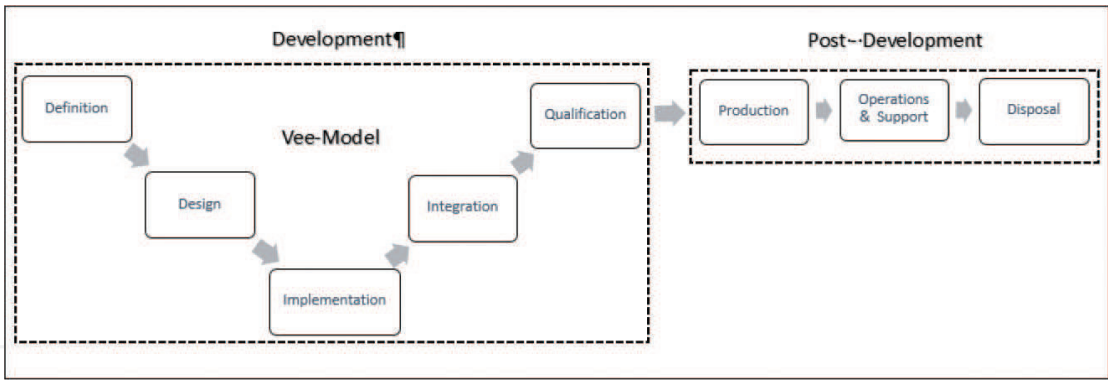 Development¶
Post-··Development
Definition
Vee-Model
Design
Implementation
Integration
Qualification
Production
Operations
& Support
Disposal